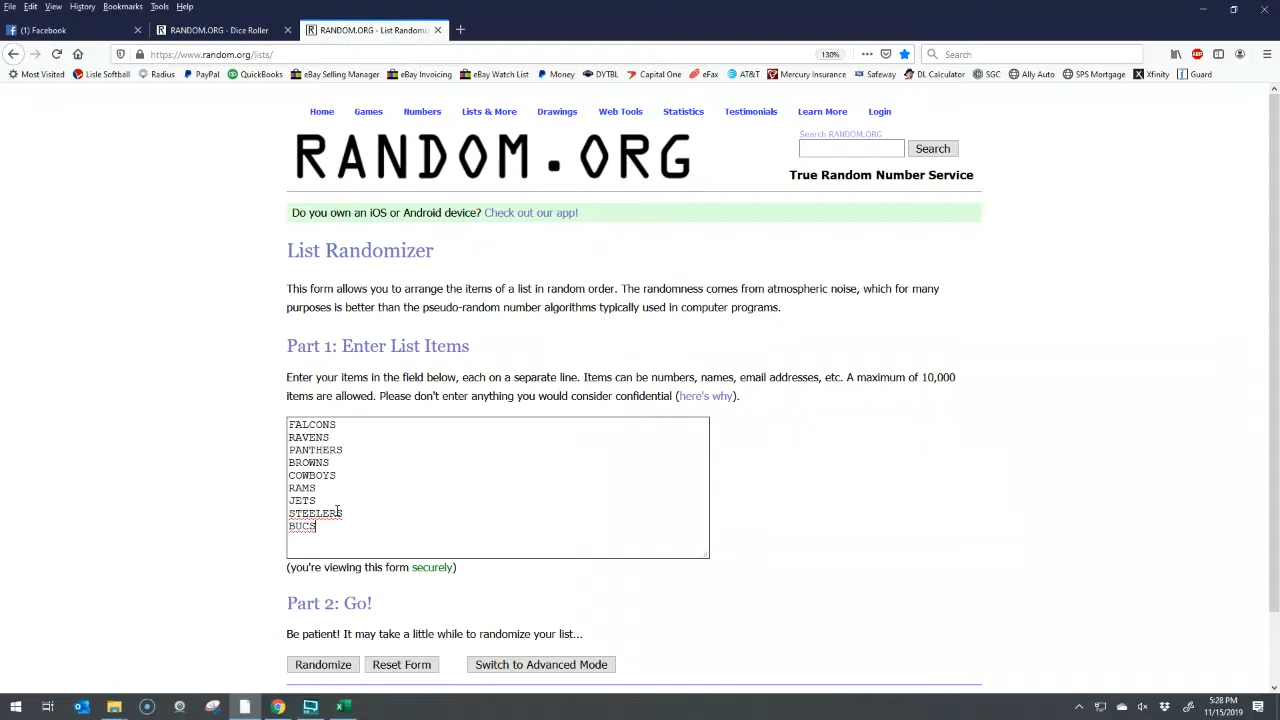 File Edit View History Bookmarks Tools Help
(1) Facebook
RANDOM.ORG - Dice Roller
RANDOM.ORG - List Randomiz
https://www.random.org/lists/
130%
Search
Most Visited
Lisle Softball
Radius
PayPal
QuickBooks
eBay Selling Manager
eBay Invoicing
eBay Watch List
Money
DYTBL
Capital One
eFax
AT&T
Mercury Insurance
Safeway
DL Calculator
SGC
Ally Auto
SPS Mortgage
Xfinity
Guard
Home Games Numbers Lists & More Drawings Web Tools Statistics Testimonials Learn More Login
RANDOM.ORG
Search RANDOM.ORG
Search
True Random Number Service
Do you own an iOS or Android device? Check out our app!
List Randomizer
This form allows you to arrange the items of a list in random order. The randomness comes from atmospheric noise, which for many
purposes is better than the pseudo-random number algorithms typically used in computer programs.
Part 1: Enter List Items
Enter your items in the field below, each on a separate line. Items can be numbers, names, email addresses, etc. A maximum of 10,000
items are allowed. Please don't enter anything you would consider confidential (here's why).
FALCONS
RAVENS
PANTHERS
BROWNS
COWBOYS
RAMS
JETS
STEELERS
BUCS
(you're viewing this form securely)
Part 2: Go!
Be patient! It may take a little while to randomize your list...
Randomize
Reset Form
Switch to Advanced Mode
5:28 PM
11/15/2019